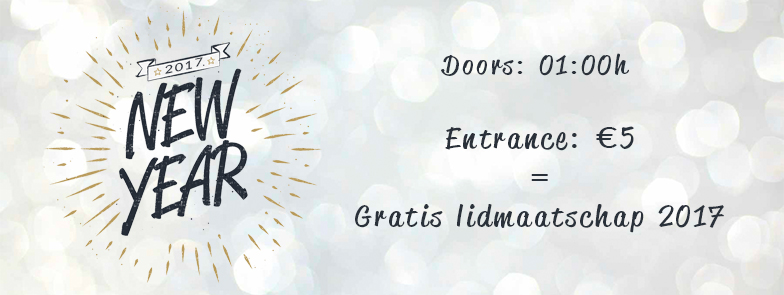 2017
NEW
YEAR
Doors: 01:00h
Entrance: €5
=
Gratis lidmaatschap 2017